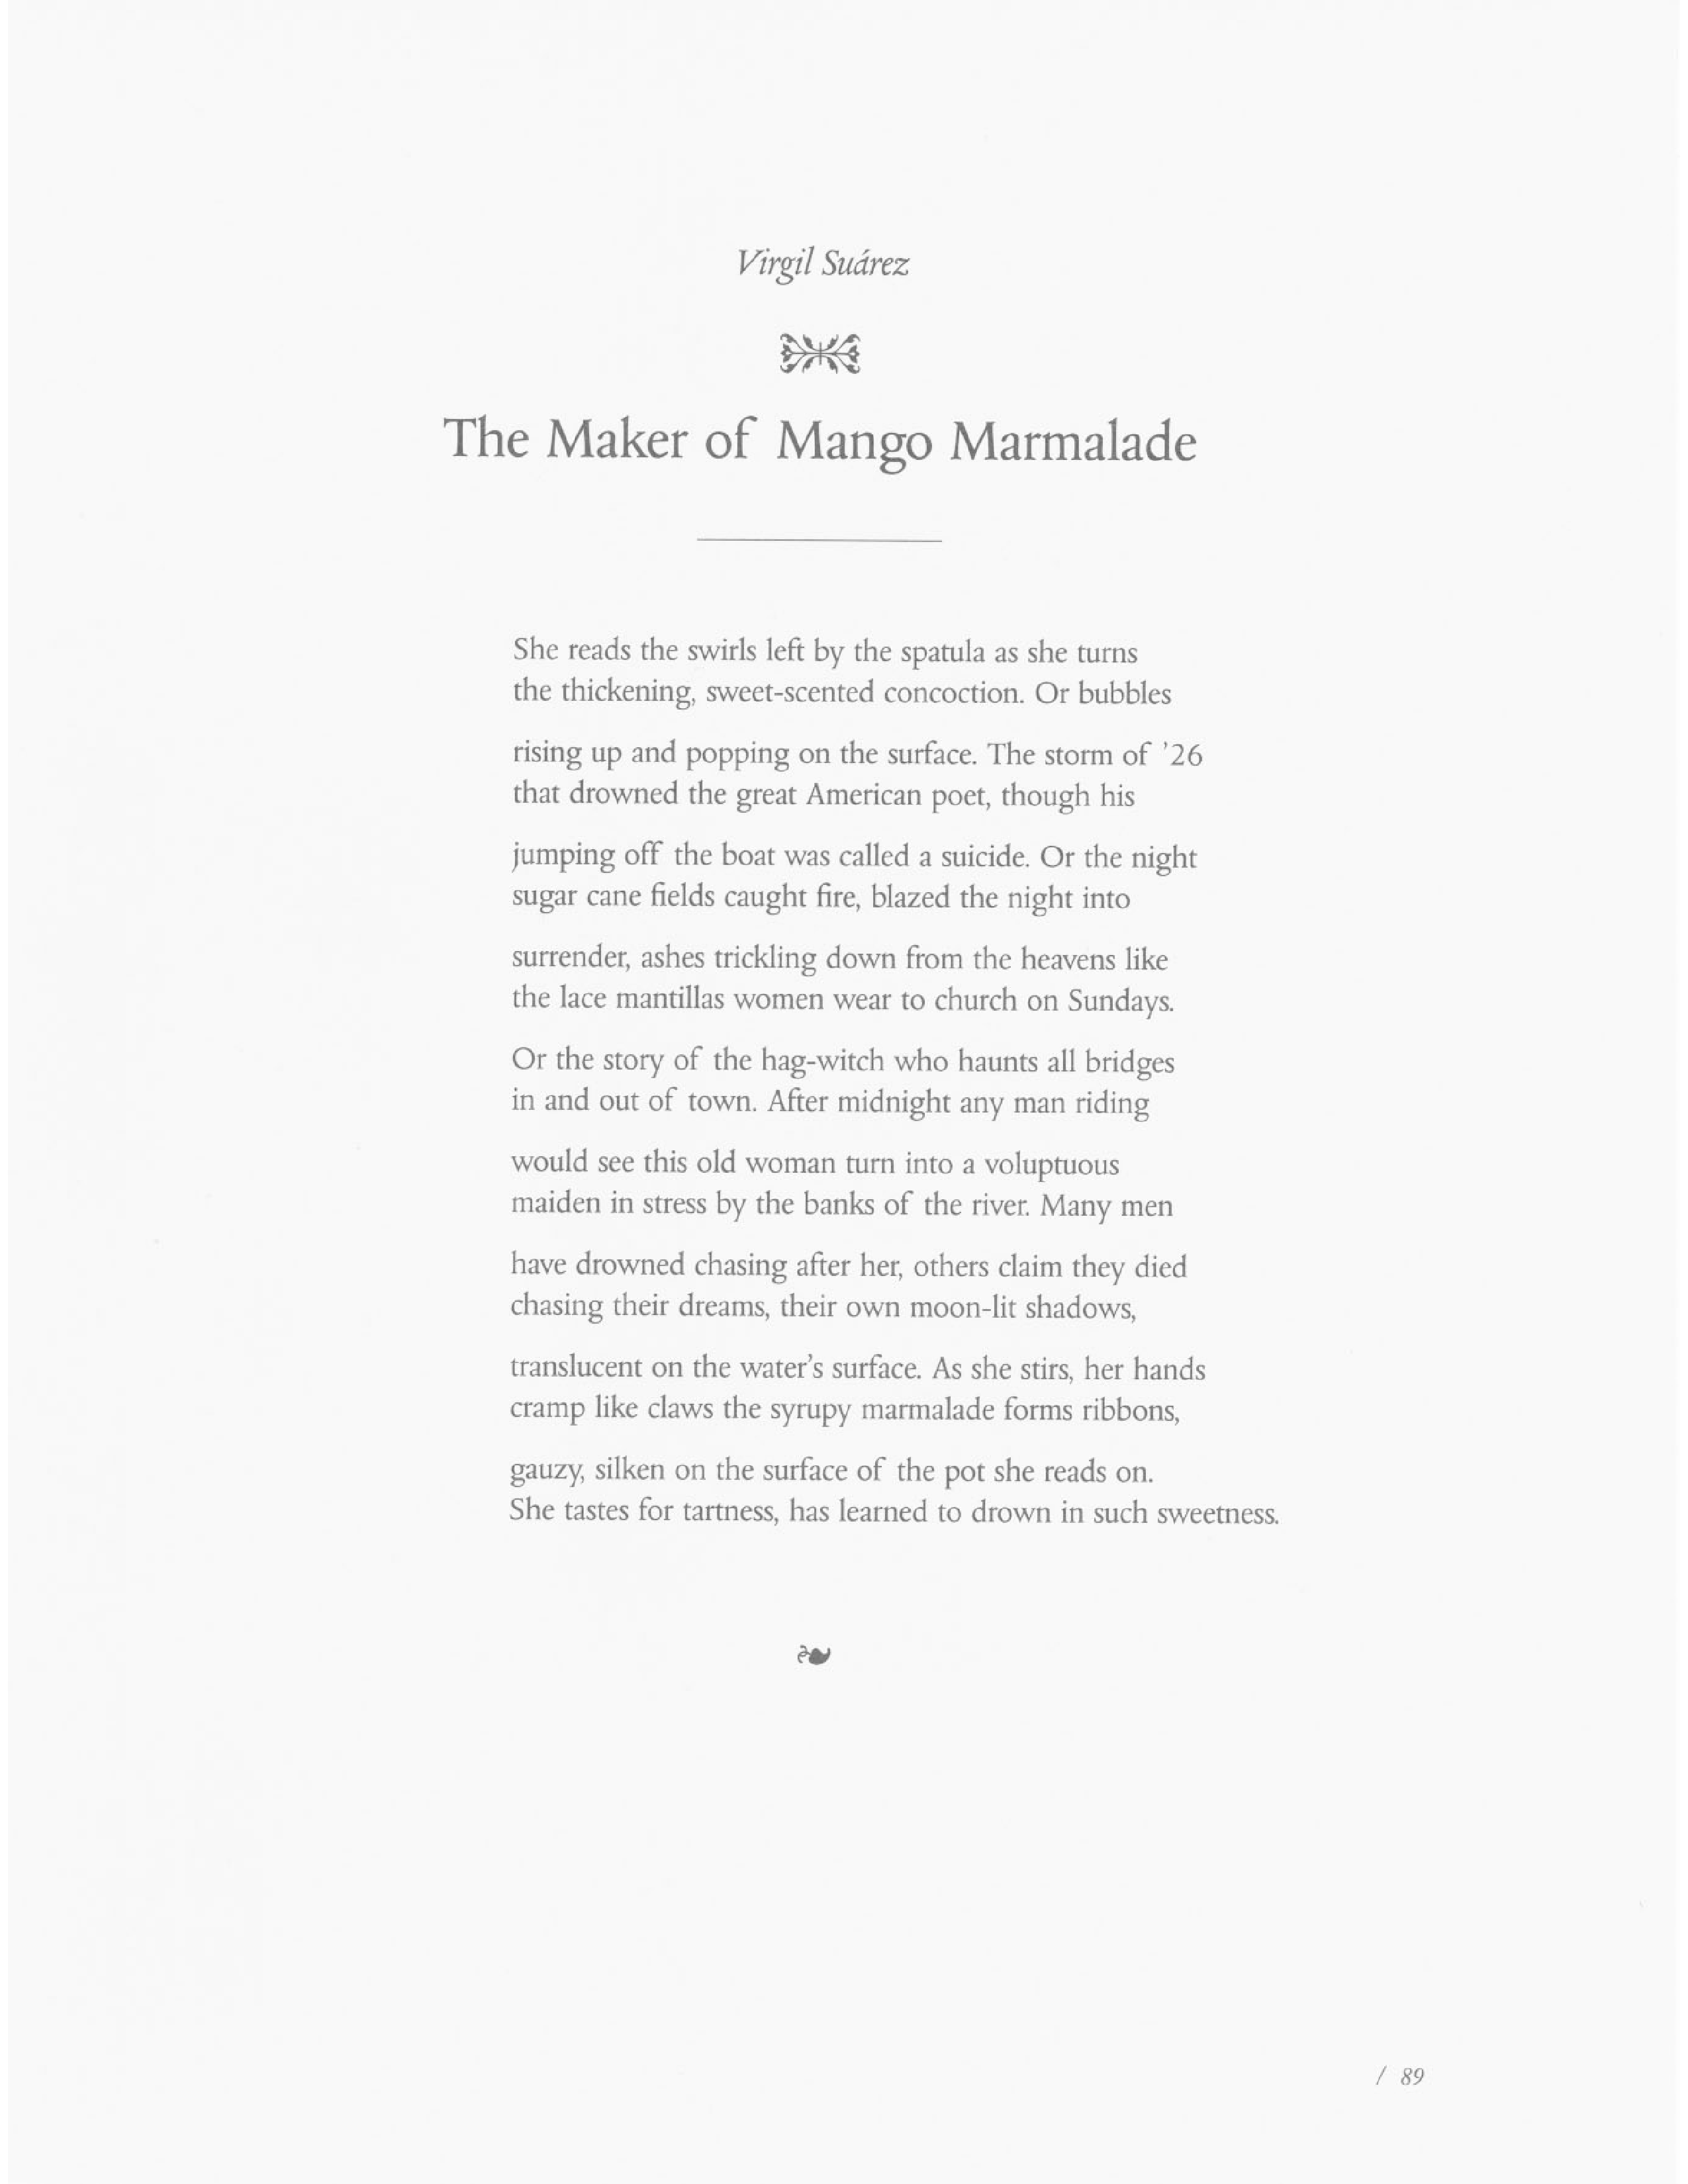 Virgil Suárez
The Maker of Mango Marmalade
She reads the swirls left by the spatula as she turns
the thickening, sweet-scented concoction. Or bubbles
rising up and popping on the surface. The storm of ’26
that drowned the great American poet, though his
jumping off the boat was called a suicide. Or the night
sugar cane fields caught fire, blazed the night into
surrender, ashes trickling down from the heavens like
the lace mantillas women wear to church on Sundays.
Or the story of the hag-witch who haunts all bridges
in and out of town. After midnight any man riding
would see this old woman turn into a voluptuous
maiden in stress by the banks of the river. Many men
have drowned chasing after her, others claim they died
chasing their dreams, their own moon-lit shadows,
translucent on the water’s surface. As she stirs, her hands
cramp like claws the syrupy marmalade forms ribbons,
gauzy, silken on the surface of the pot she reads on.
She tastes for tartness, has learned to drown in such sweetness.
/ 89